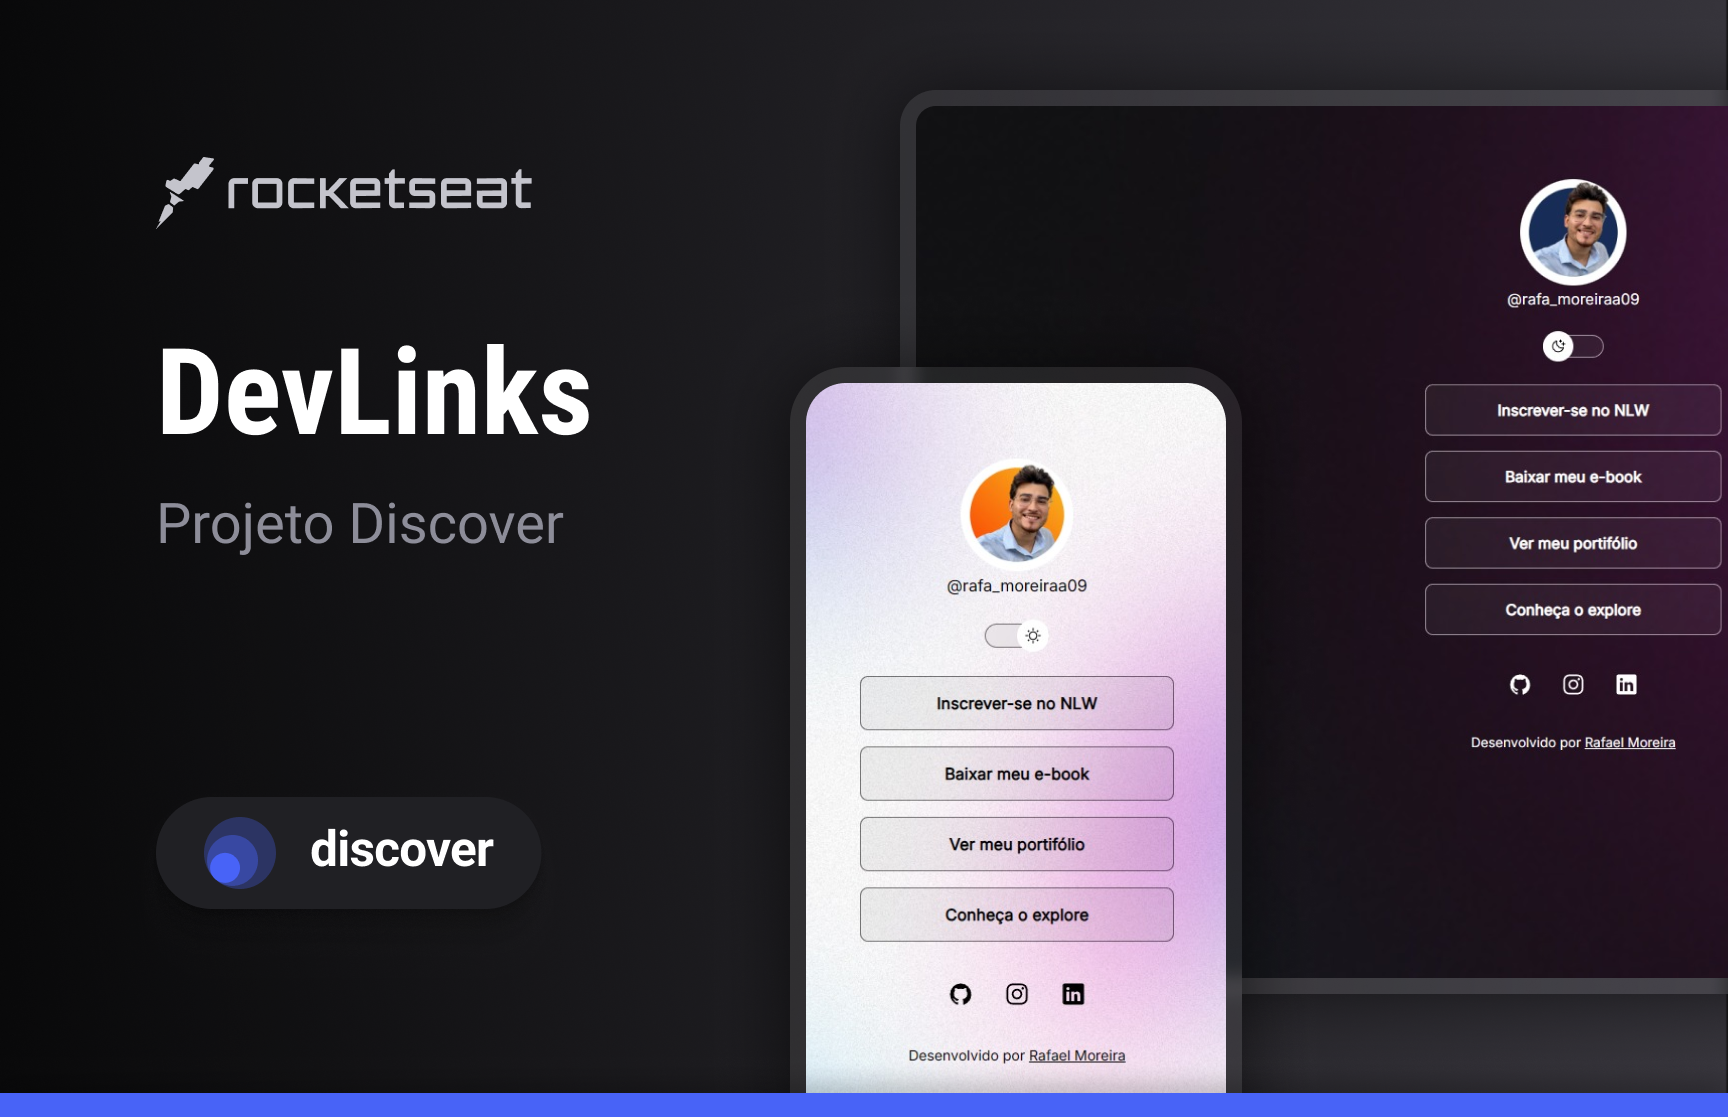 rocketseat
DevLinks
Projeto Discover
discover
@rafa_moreiraa09
Inscrever-se no NLW
Baixar meu e-book
Ver meu portifólio
Conheça o explore
Desenvolvido por Rafael Moreira
@rafa_moreiraa09
Inscrever-se no NLW
Baixar meu e-book
Ver meu portifólio
Conheça o explore
in
Desenvolvido por Rafael Moreira
in